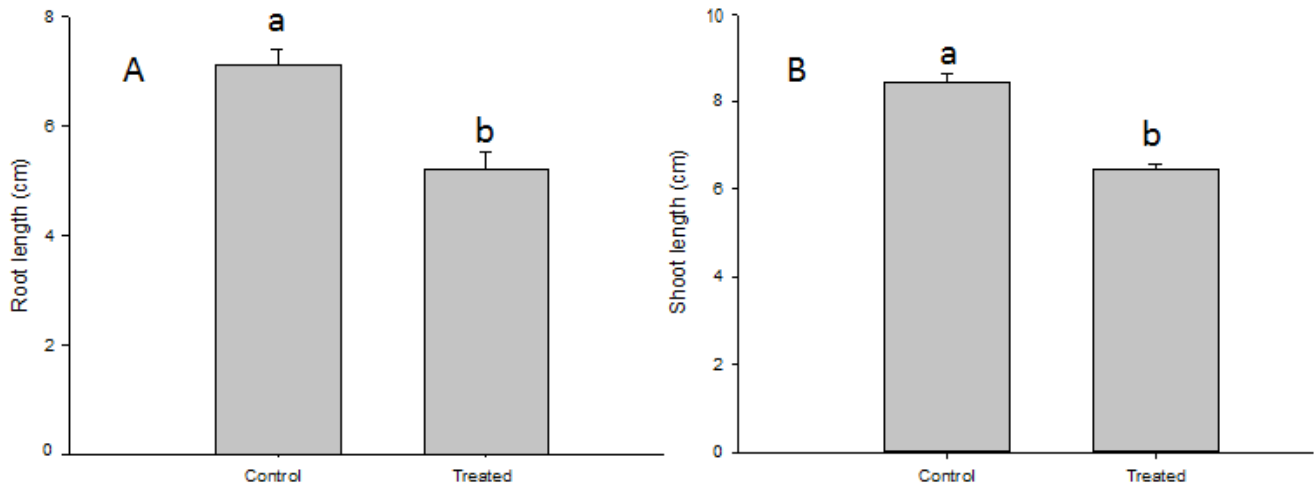 8
6
4
2
0
Root length (cm)
A
a
b
Control
Treated
10
8
6
4
2
0
Shoot length (cm)
B
a
b
Control
Treated